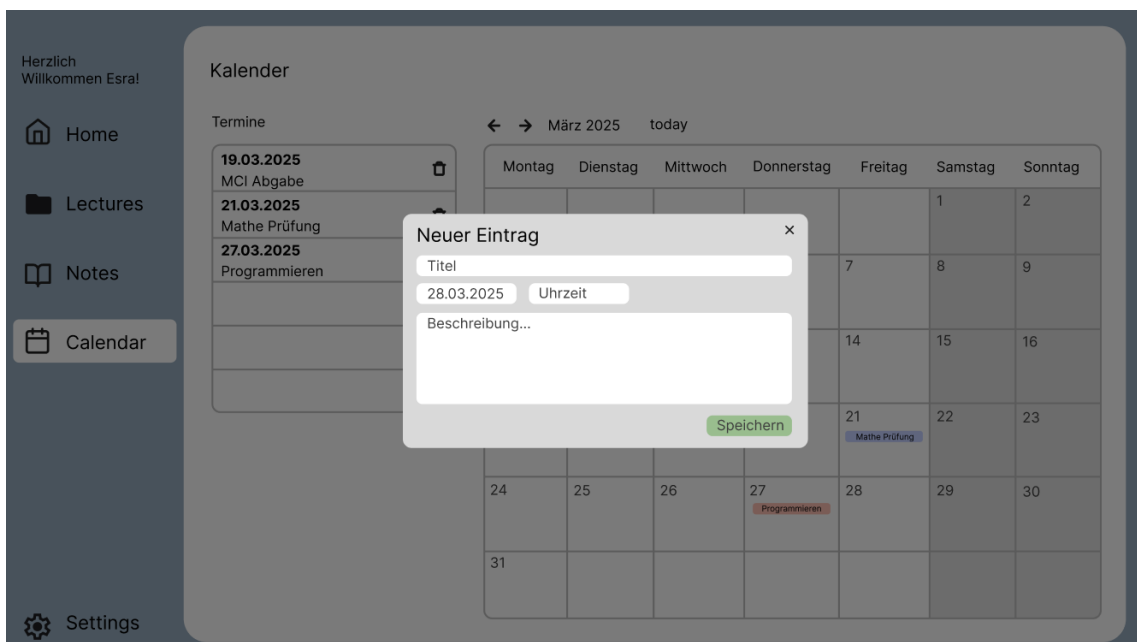 Herzlich
Willkommen Esra!
Home
Lectures
Notes
Calendar
Settings
Kalender
Termine
19.03.2025
MCI Abgabe
21.03.2025
Mathe Prüfung
27.03.2025
Programmieren
März 2025 today
Montag Dienstag Mittwoch Donnerstag Freitag Samstag Sonntag
1 2
7 8 9
14 15 16
21 22 23
Mathe Prüfung
24 25 26 27 28 29 30
Programmieren
31
Neuer Eintrag
Titel
28.03.2025 Uhrzeit
Beschreibung...
Speichern